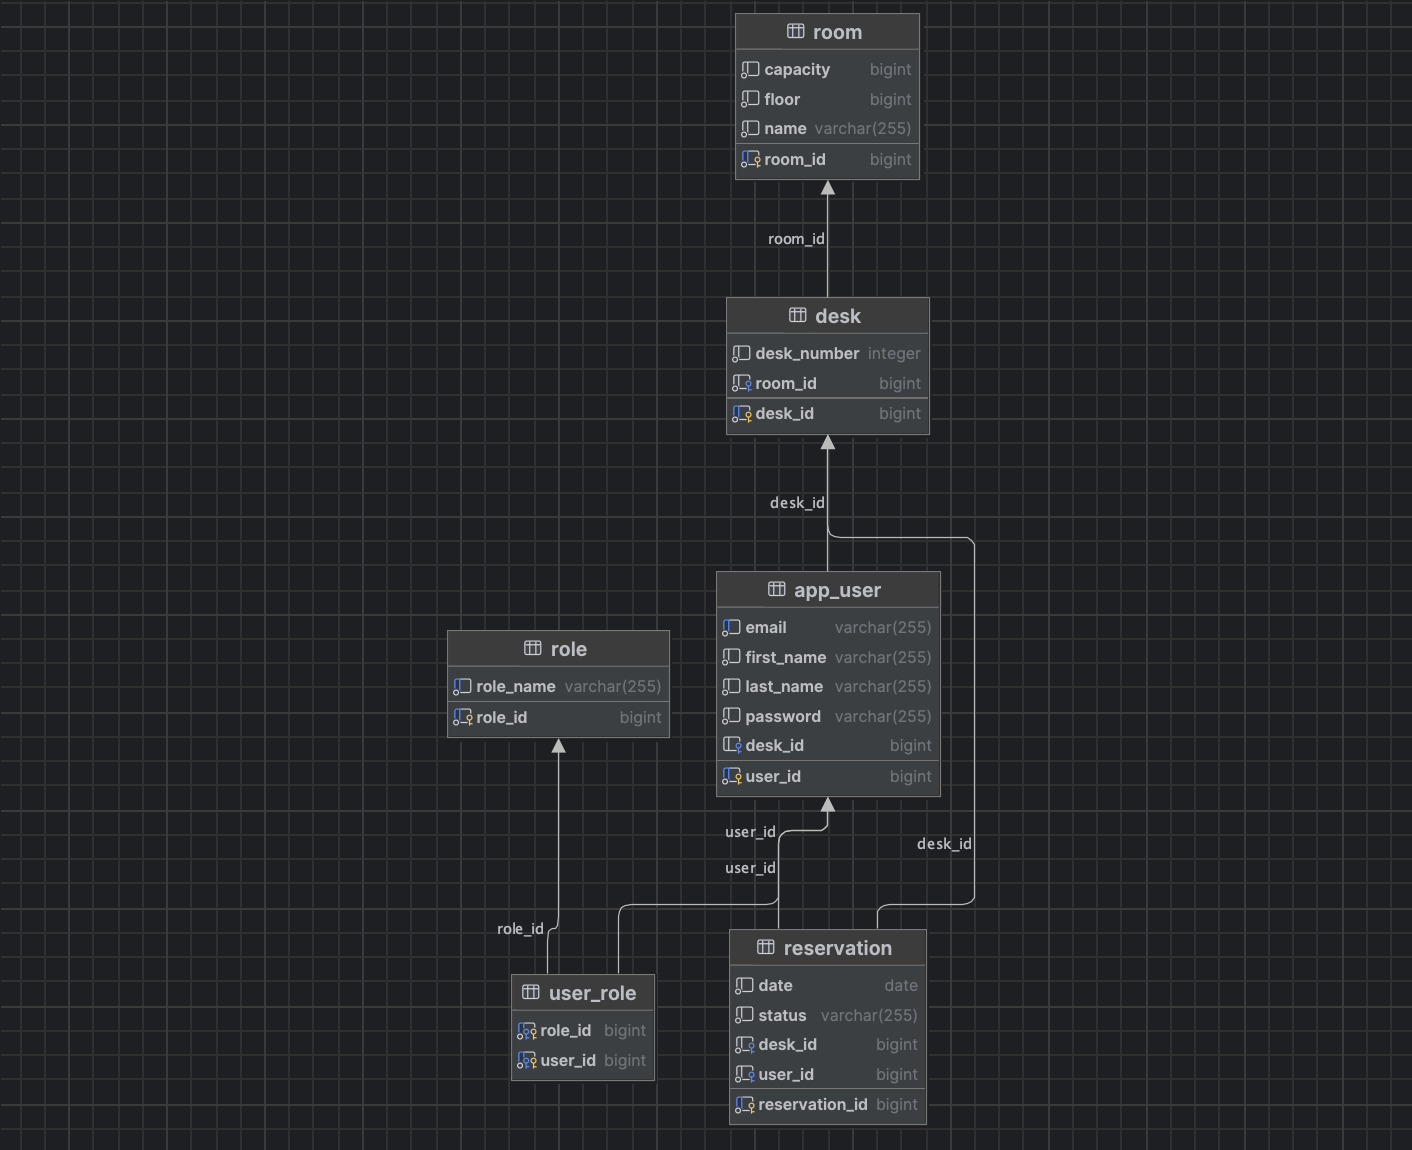 room
capacity bigint
floor bigint
name varchar(255)
room_id bigint
room_id
desk
desk_number integer
room_id bigint
desk_id bigint
desk_id
app_user
email varchar(255)
first_name varchar(255)
last_name varchar(255)
password varchar(255)
desk_id bigint
user_id bigint
role
role_name varchar(255)
role_id bigint
user_id
desk_id
user_id
role_id
user_role
role_id bigint
user_id bigint
reservation
date date
status varchar(255)
desk_id bigint
user_id bigint
reservation_id bigint